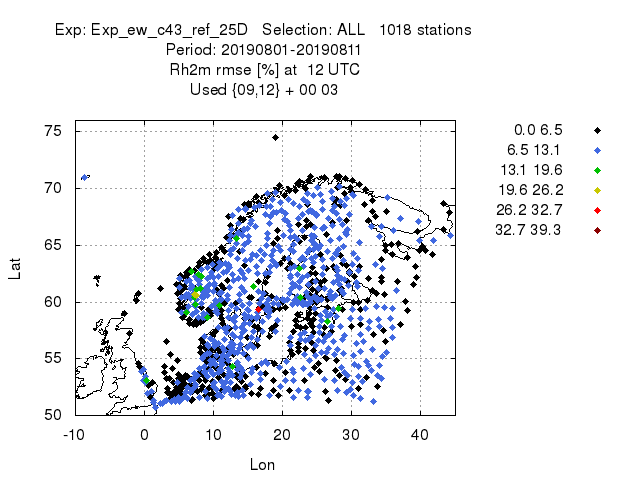 Exp: Exp_ew_c43_ref_25D Selection: ALL 1018 stations
Period: 20190801-20190811
Rh2m rmse [%] at 12 UTC
Used {09,12} + 00 03
75
70
65
60
55
50
Lat
-10 0 10 20 30 40
Lon
0.0 6.5
6.5 13.1
13.1 19.6
19.6 26.2
26.2 32.7
32.7 39.3